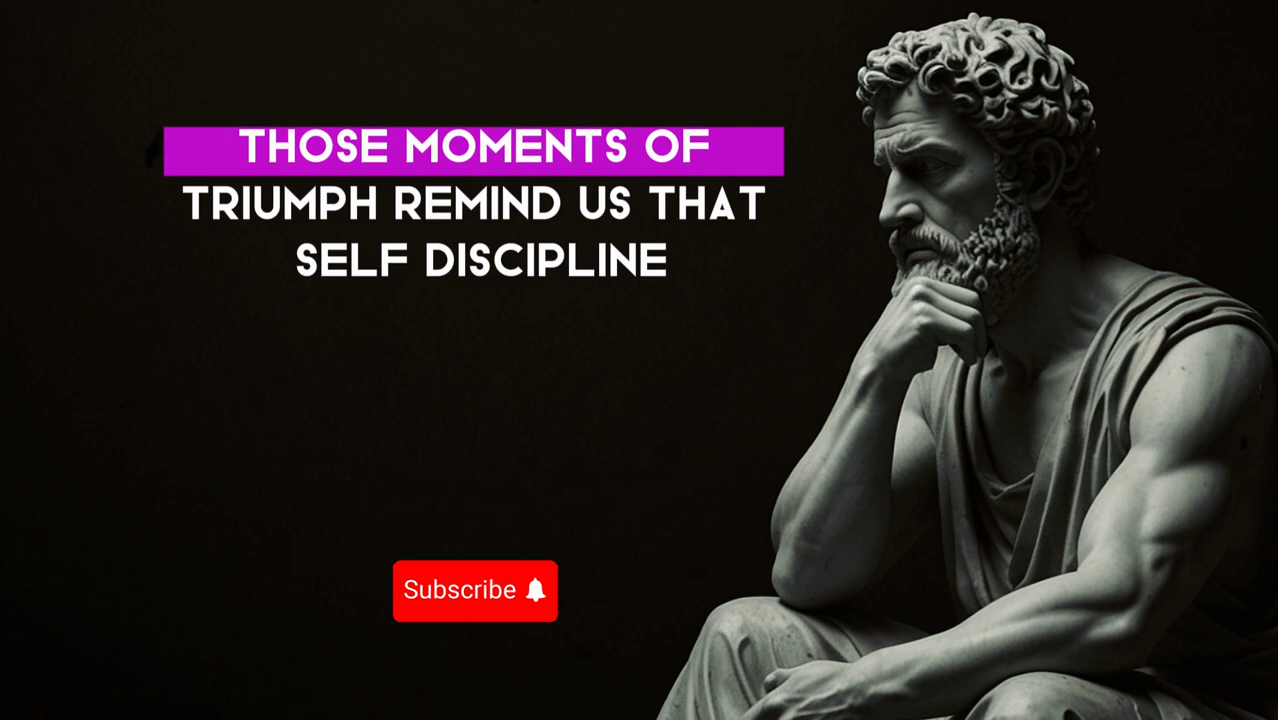 THOSE MOMENTS OF
TRIUMPH REMIND US THAT
SELF DISCIPLINE
Subscribe